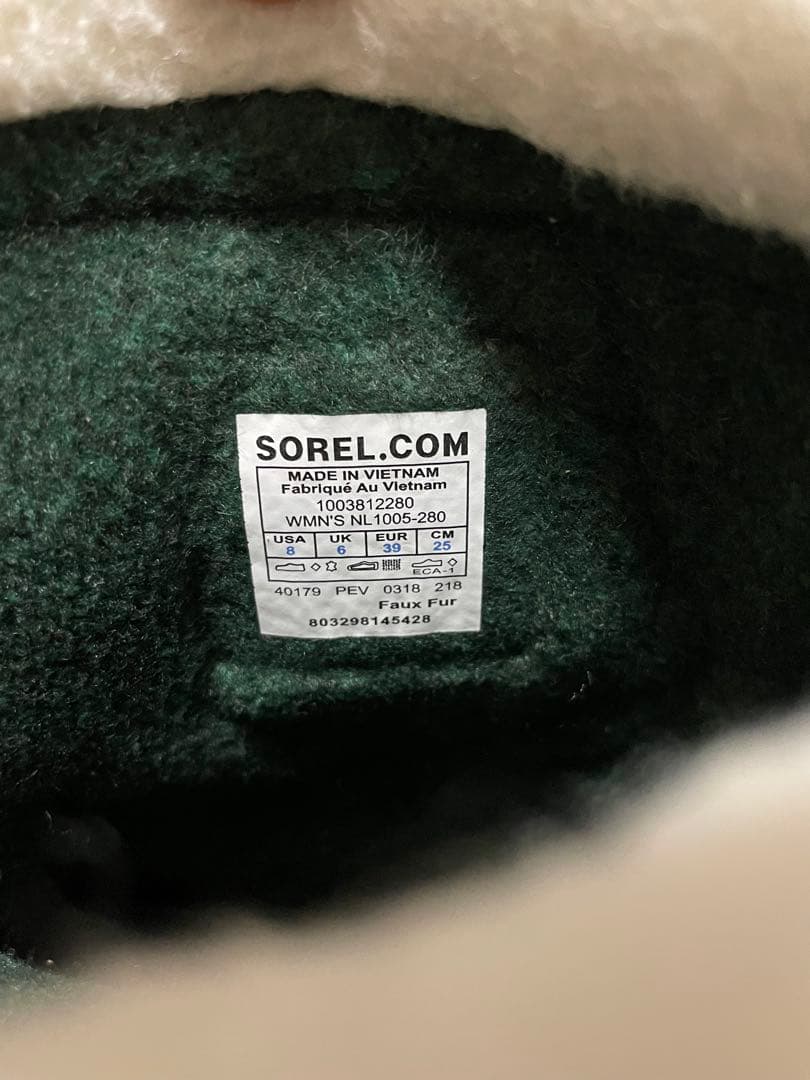 SOREL.COM
MADE IN VIETNAM
Fabriqué Au Vietnam
1003812280
WMN'S NL1005-280
USA UK EUR CM
8 6 39 25
ECA-1
40179 PEV 0318 218
Faux Fur
803298145428